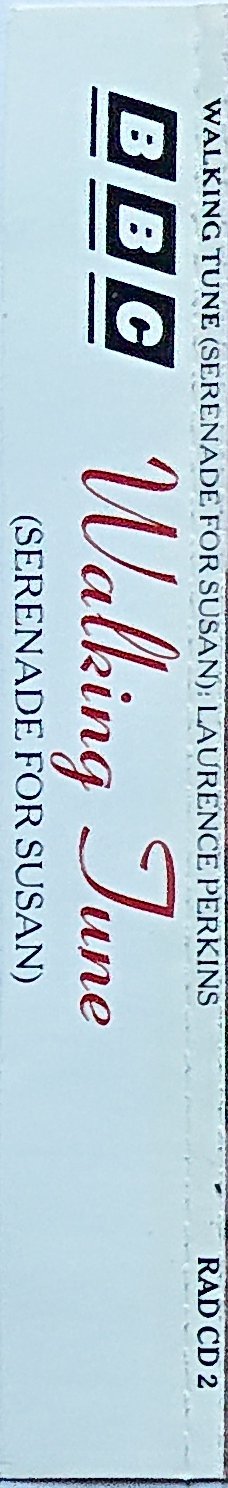 WALKING TUNE (SERENADE FOR SUSAN): LAURENCE PERKINS RAD CD 2
BBC
Walking Tune
(SERENADE FOR SUSAN)